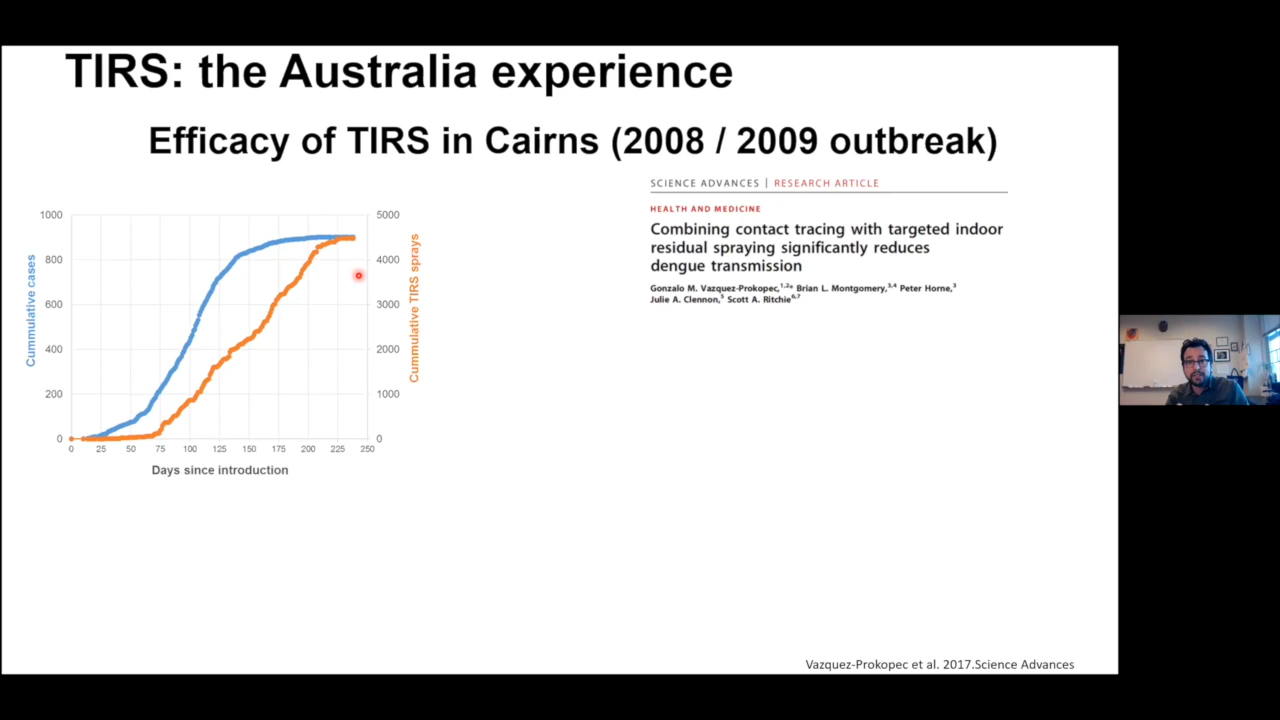 TIRS: the Australia experience
Efficacy of TIRS in Cairns (2008 / 2009 outbreak)
SCIENCE ADVANCES | RESEARCH ARTICLE
HEALTH AND MEDICINE
Combining contact tracing with targeted indoor
residual spraying significantly reduces
dengue transmission
Gonzalo M. Vazquez-Prokopec,1,2* Brian L. Montgomery,3,4 Peter Horne,3
Julie A. Clennon,5 Scott A. Ritchie6,7
Cummulative cases
1000
800
600
400
200
0
5000
4000
3000
2000
1000
0
Cummulative TIRS sprays
0 25 50 75 100 125 150 175 200 225 250
Days since introduction
Vazquez-Prokopec et al. 2017.Science Advances